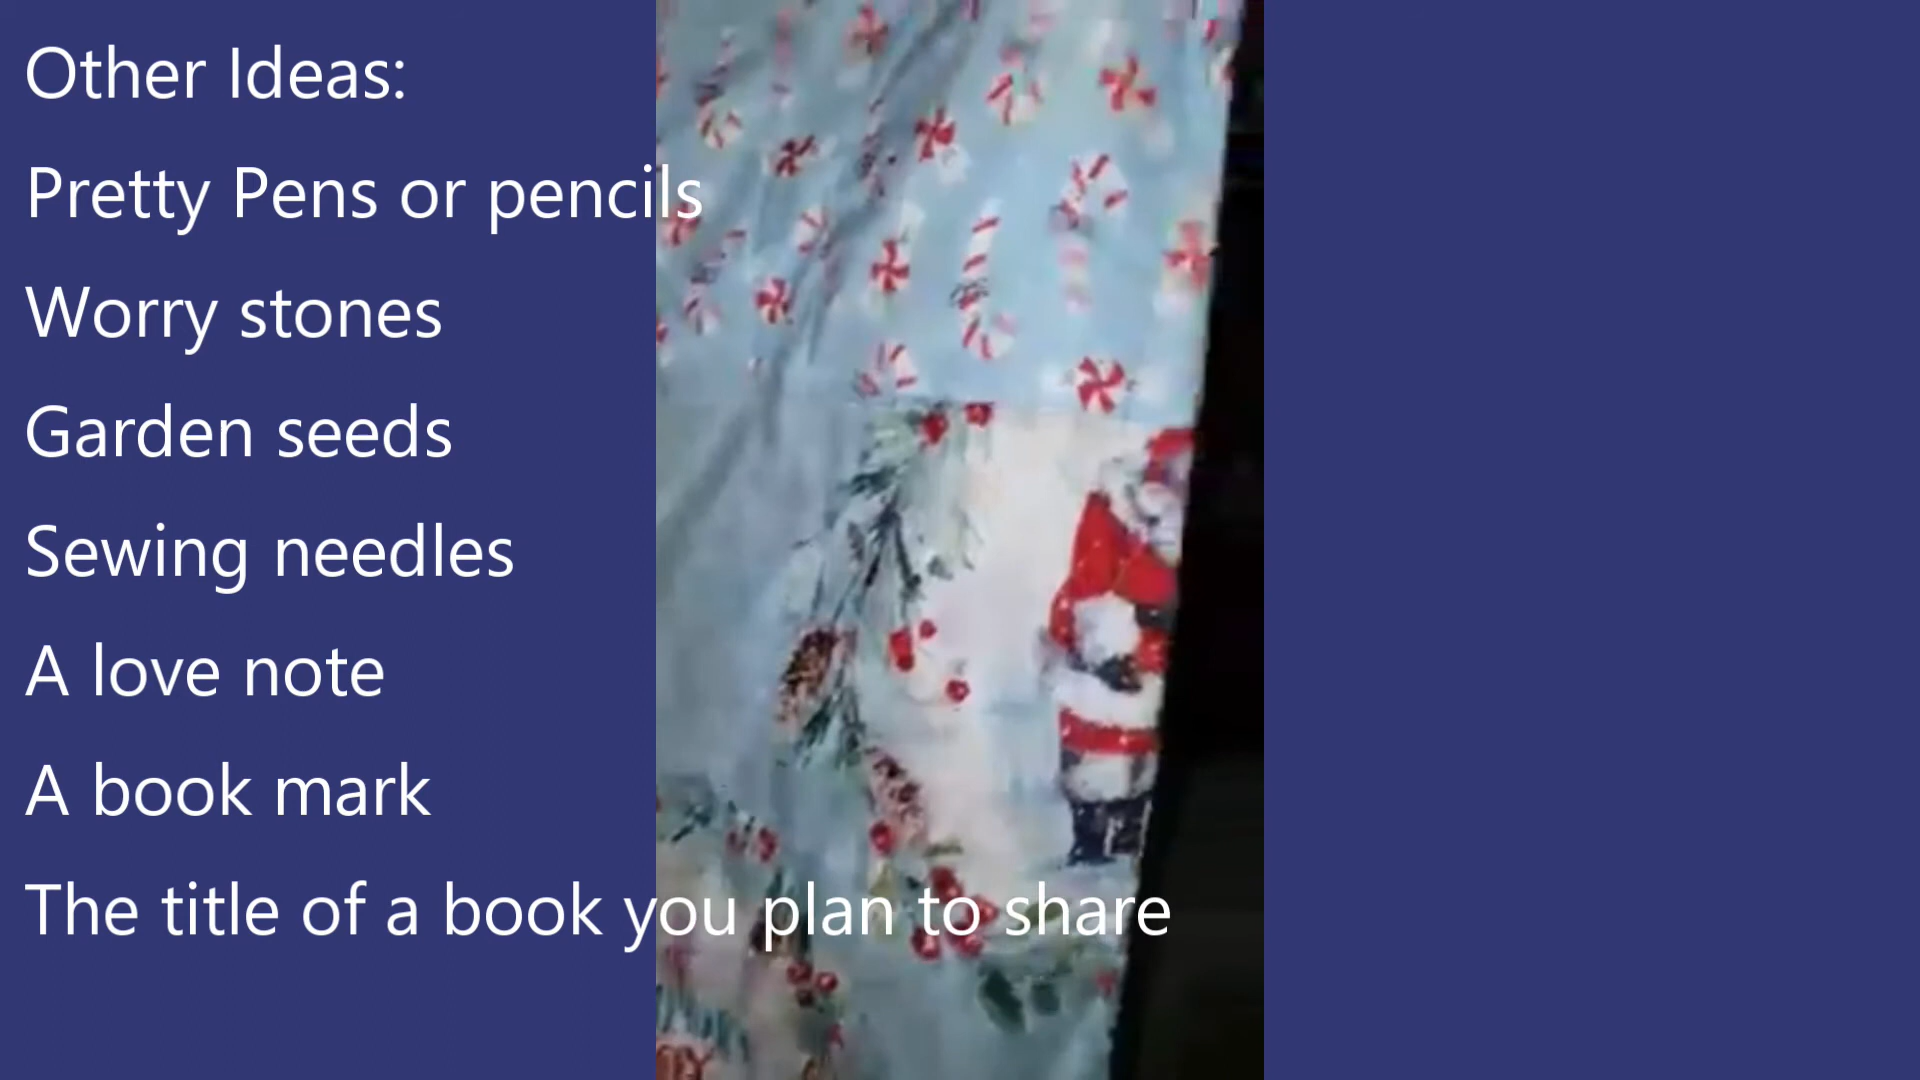 Other Ideas:
Pretty Pens or pencils
Worry stones
Garden seeds
Sewing needles
A love note
A book mark
The title of a book you plan to share